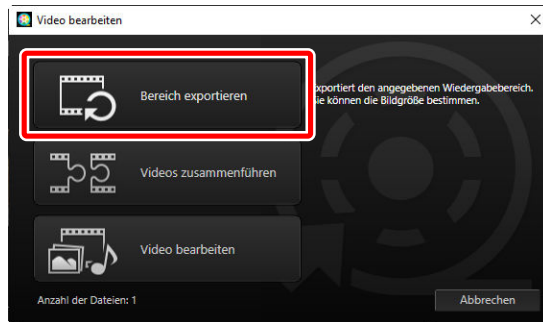 Video bearbeiten
Bereich exportieren
xportiert den angegebenen Wiedergabebereich.
ie können die Bildgröße bestimmen.
Videos zusammenführen
Video bearbeiten
Anzahl der Dateien: 1
Abbrechen